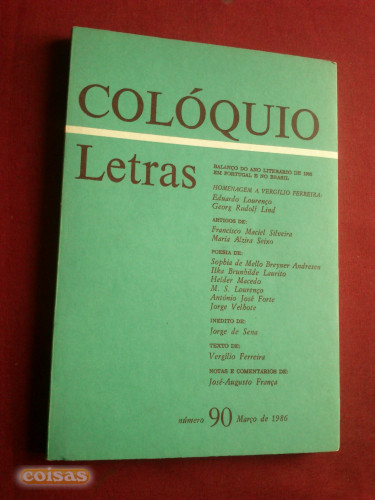 COLÓQUIO
Letras
BALANÇO DO ANO LITERÁRIO DE 1985
EM PORTUGAL E NO BRASIL
HOMENAGEM A VERGÍLIO FERREIRA:
Eduardo Lourenço
Georg Rudolf Lind
ARTIGOS DE:
Francisco Maciel Silveira
Maria Alzira Seixo
POESIA DE:
Sophia de Mello Breyner Andresen
Ilka Brunhilde Laurito
Helder Macedo
M. S. Lourenço
António José Forte
Jorge Velhote
INÉDITO DE:
Jorge de Sena
TEXTO DE:
Vergílio Ferreira
NOTAS E COMENTÁRIOS DE:
José-Augusto França
número 90 Março de 1986
coisas